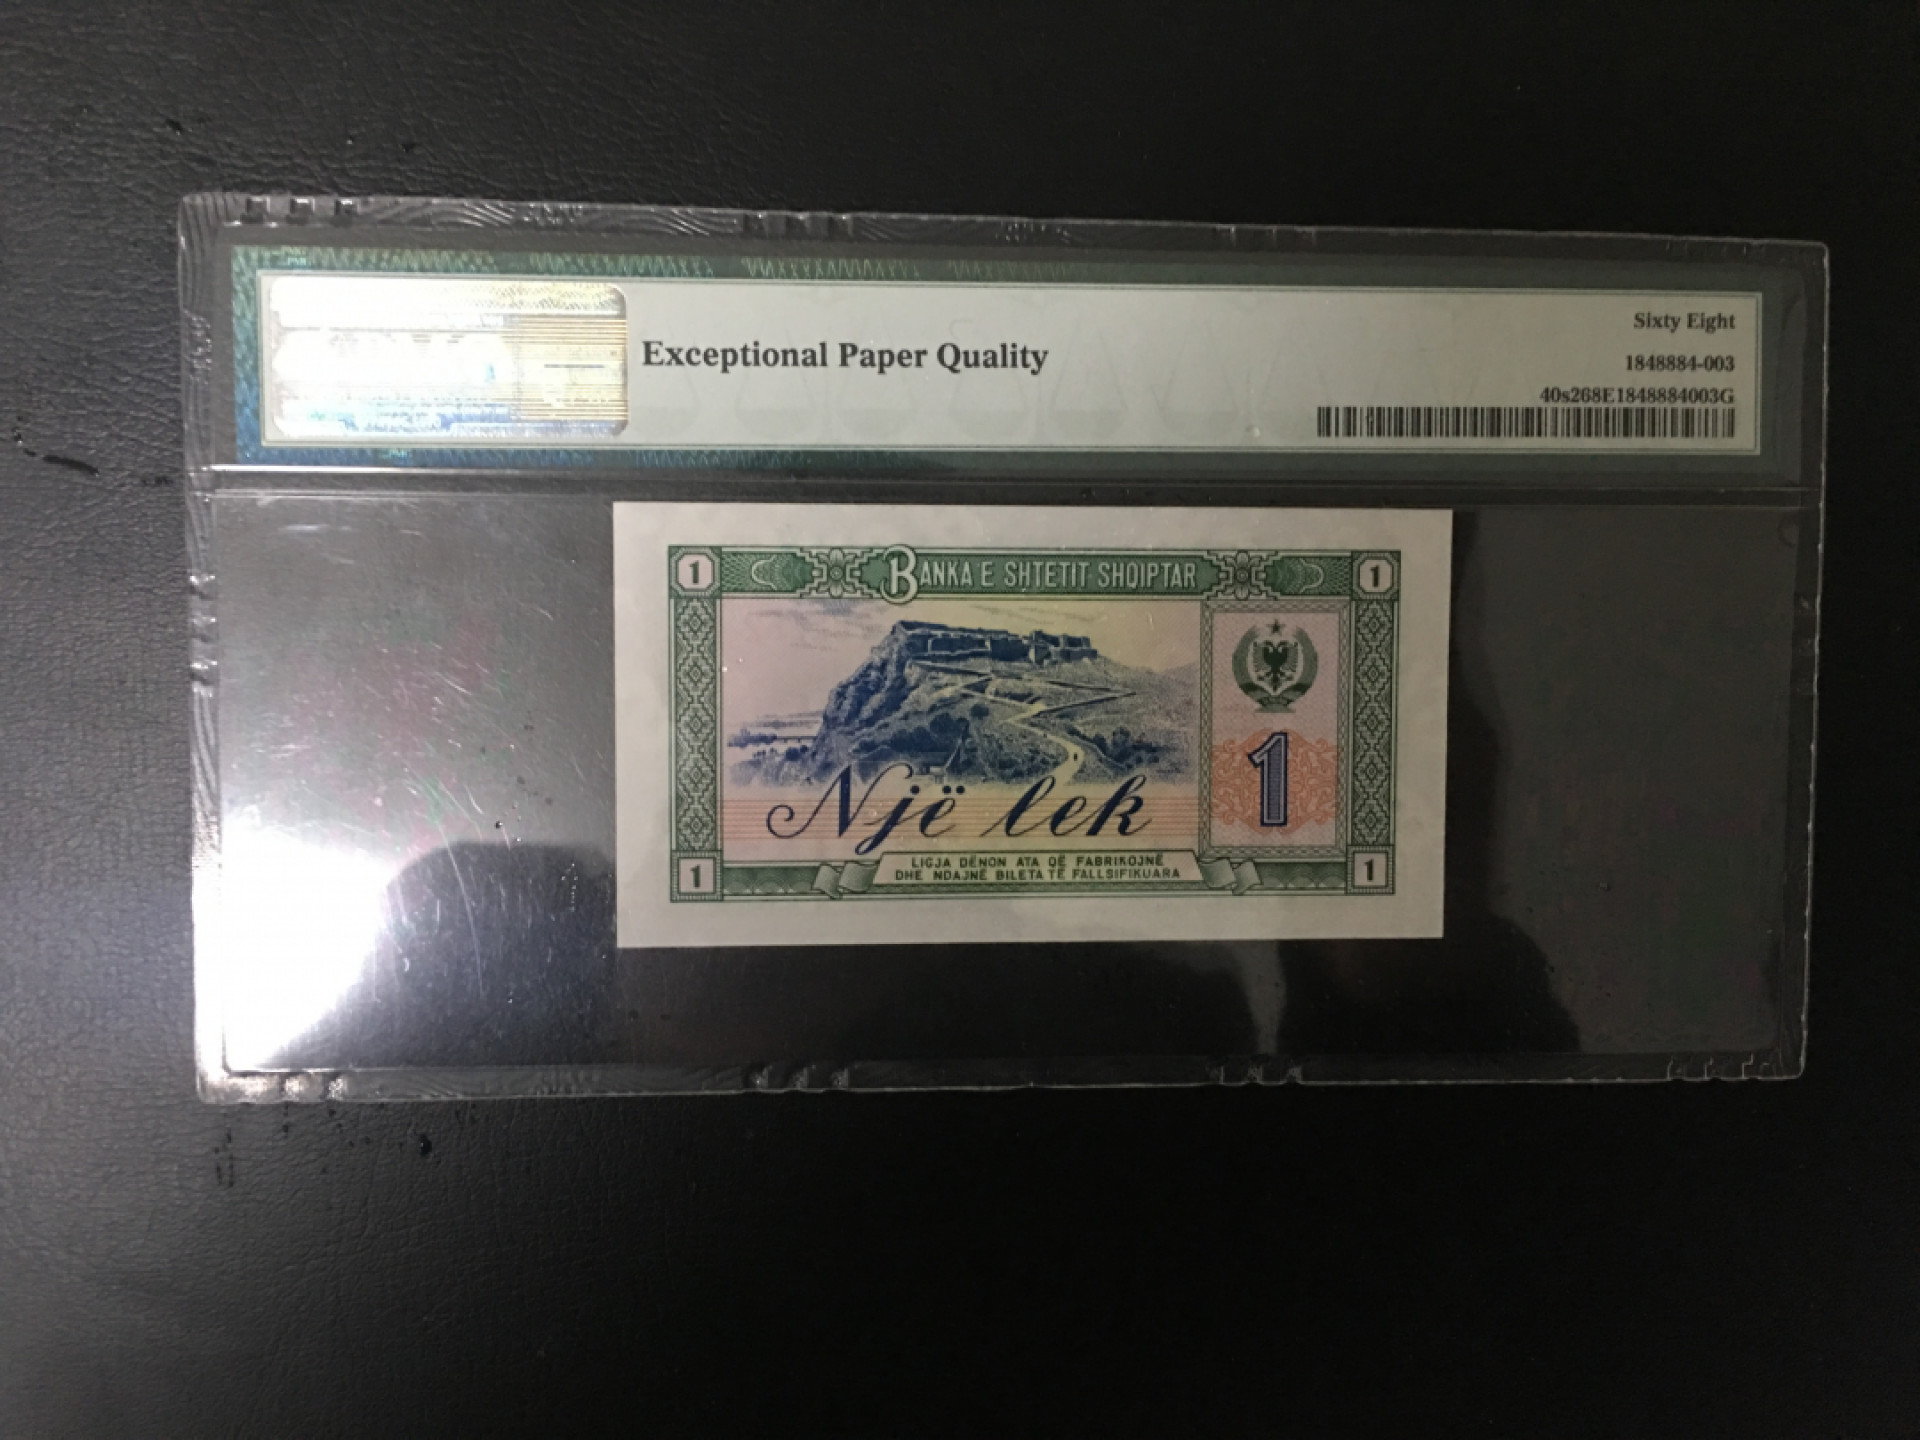 Exceptional Paper Quality
Sixty Eight
1848884-003
40s268E1848884003G
1
BANKA E SHTETIT SHQIPTAR
1
1
Një lek
LIGJA DËNON ATA QË FABRIKOJNË
DHE NDAJNË BILETA TË FALLSIFIKUARA
1
1